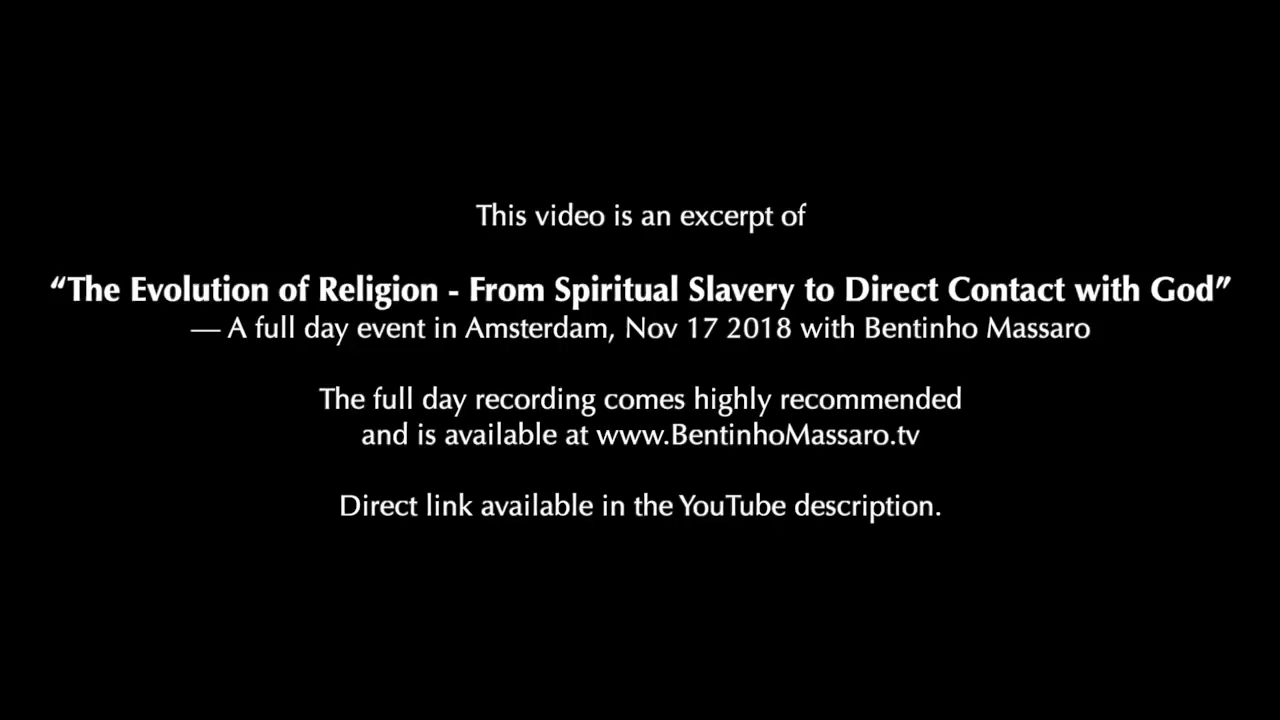 This video is an excerpt of
“The Evolution of Religion - From Spiritual Slavery to Direct Contact with God”
— A full day event in Amsterdam, Nov 17 2018 with Bentinho Massaro
The full day recording comes highly recommended
and is available at www.BentinhoMassaro.tv
Direct link available in the YouTube description.